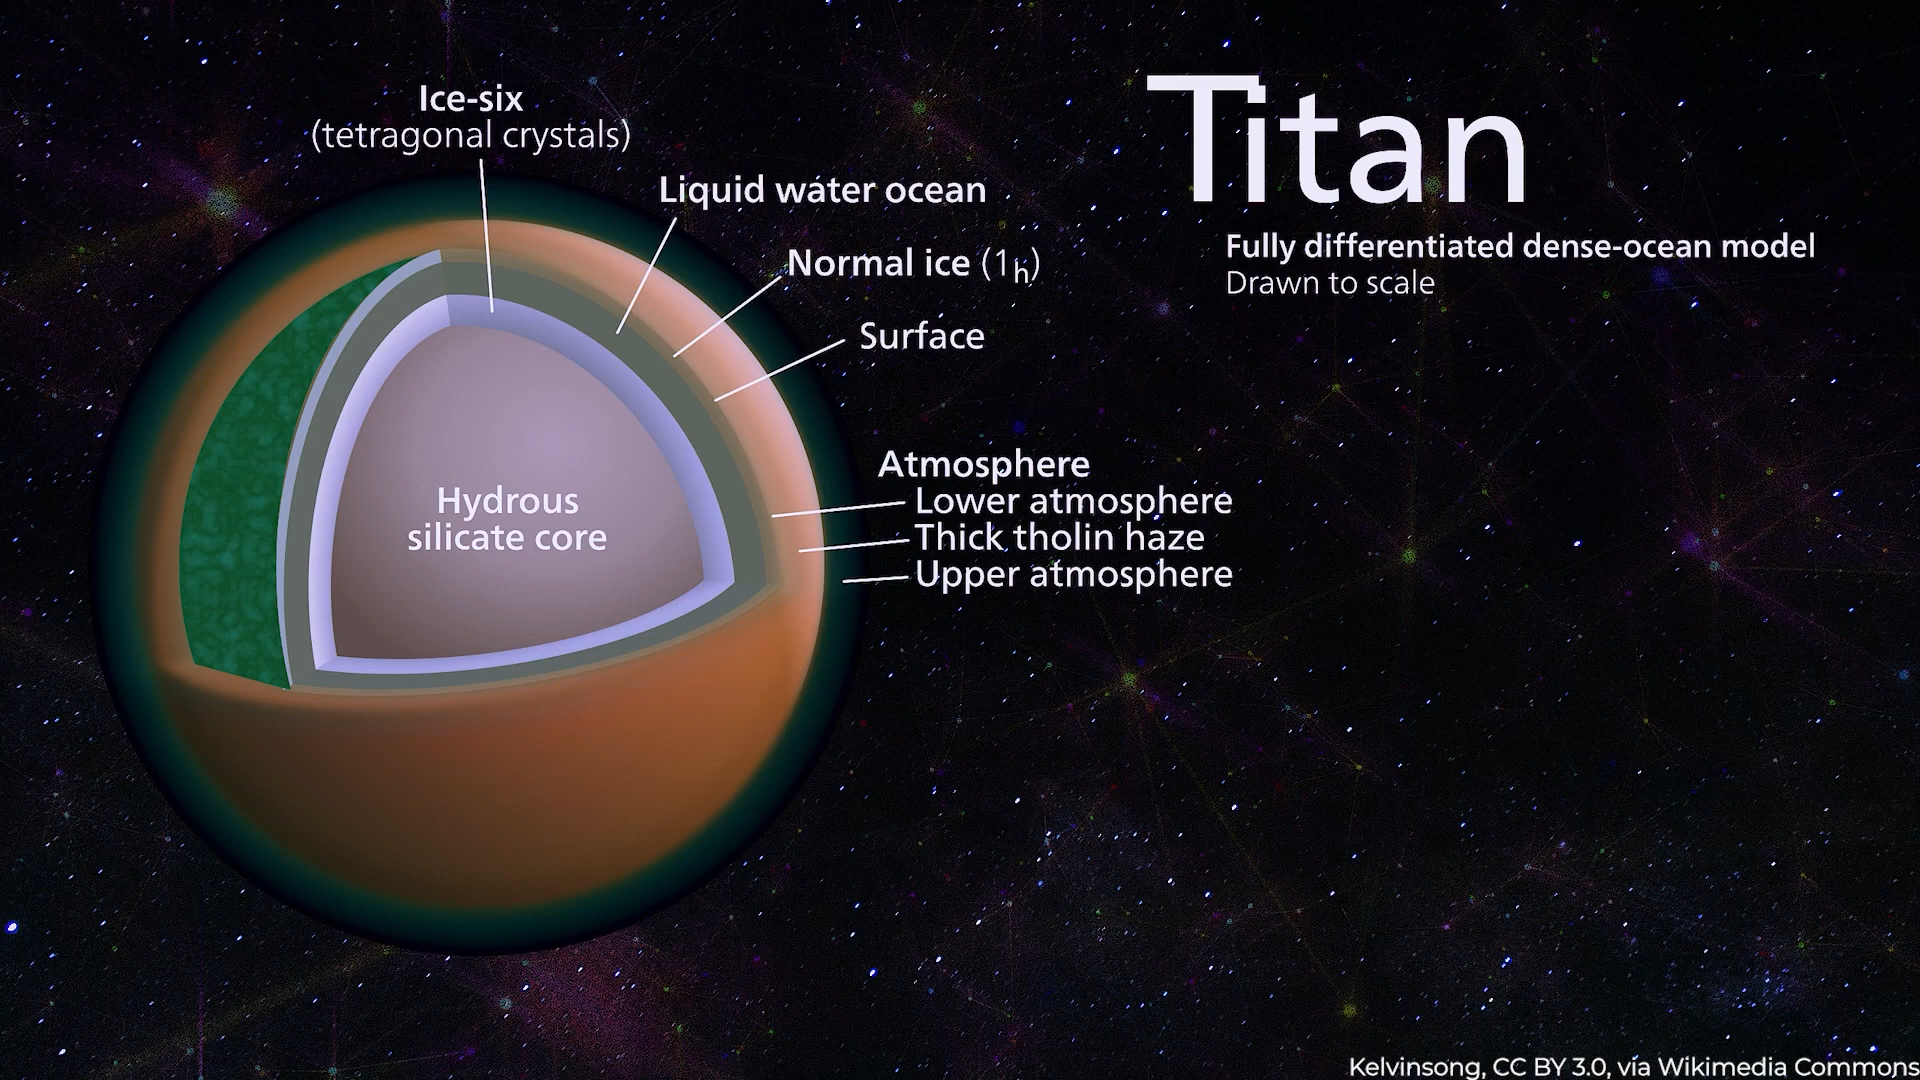 Titan
Fully differentiated dense-ocean model
Drawn to scale
Ice-six
(tetragonal crystals)
Liquid water ocean
Normal ice (1h)
Surface
Atmosphere
Lower atmosphere
Thick tholin haze
Upper atmosphere
Hydrous
silicate core
Kelvinsong, CC BY 3.0, via Wikimedia Commons